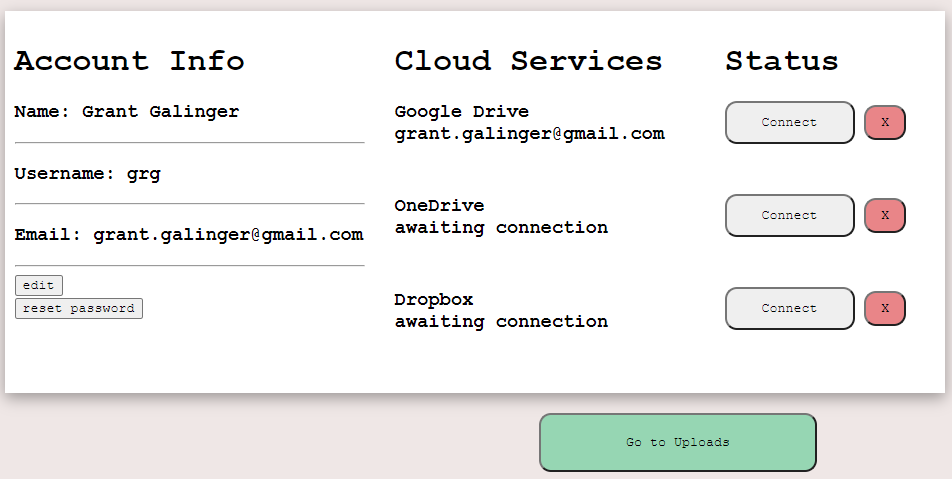 Account Info
Name: Grant Galinger
Username: grg
Email: grant.galinger@gmail.com
edit
reset password
Cloud Services
Google Drive
grant.galinger@gmail.com
OneDrive
awaiting connection
Dropbox
awaiting connection
Status
Connect X
Connect X
Connect X
Go to Uploads